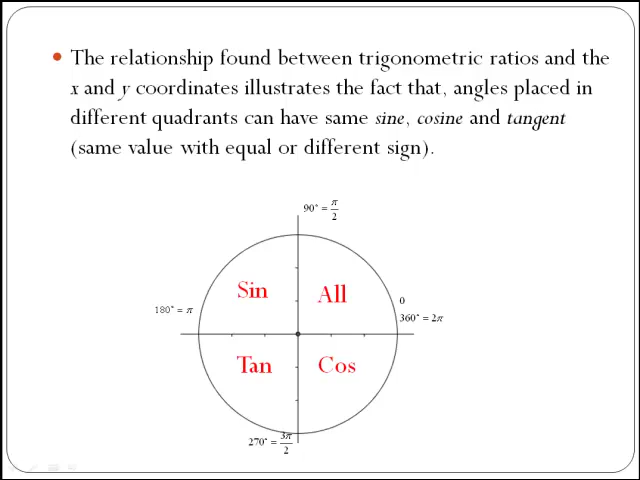 The relationship found between trigonometric ratios and the
x and y coordinates illustrates the fact that, angles placed in
different quadrants can have same sine, cosine and tangent
(same value with equal or different sign).
90° = π/2
Sin
All
180° = π
0
360° = 2π
Tan
Cos
270° = 3π/2